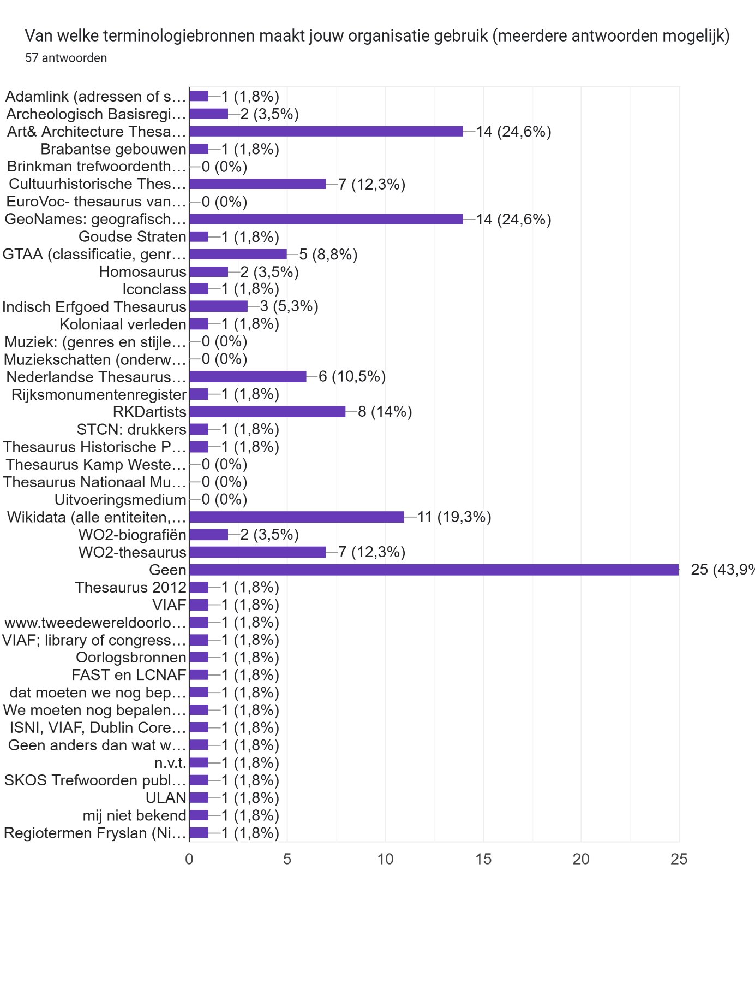 Van welke terminologiebronnen maakt jouw organisatie gebruik (meerdere antwoorden mogelijk)
57 antwoorden
Adamlink (adressen of s… 1 (1,8%)
Archeologisch Basisregi… 2 (3,5%)
Art& Architecture Thesa… 14 (24,6%)
Brabantse gebouwen 1 (1,8%)
Brinkman trefwoordenth… 0 (0%)
Cultuurhistorische Thes… 7 (12,3%)
EuroVoc- thesaurus van… 0 (0%)
GeoNames: geografisch… 14 (24,6%)
Goudse Straten 1 (1,8%)
GTAA (classificatie, genr… 5 (8,8%)
Homosaurus 2 (3,5%)
Iconclass 1 (1,8%)
Indisch Erfgoed Thesaurus 3 (5,3%)
Koloniaal verleden 1 (1,8%)
Muziek: (genres en stijle… 0 (0%)
Muziekschatten (onderw… 0 (0%)
Nederlandse Thesaurus… 6 (10,5%)
Rijksmonumentenregister 1 (1,8%)
RKDartists 8 (14%)
STCN: drukkers 1 (1,8%)
Thesaurus Historische P… 1 (1,8%)
Thesaurus Kamp Weste… 0 (0%)
Thesaurus Nationaal Mu… 0 (0%)
Uitvoeringsmedium 0 (0%)
Wikidata (alle entiteiten,… 11 (19,3%)
WO2-biografiën 2 (3,5%)
WO2-thesaurus 7 (12,3%)
Geen 25 (43,9%
Thesaurus 2012 1 (1,8%)
VIAF 1 (1,8%)
www.tweedewereldoorlo… 1 (1,8%)
VIAF; library of congress… 1 (1,8%)
Oorlogsbronnen 1 (1,8%)
FAST en LCNAF 1 (1,8%)
dat moeten we nog bep… 1 (1,8%)
We moeten nog bepalen… 1 (1,8%)
ISNI, VIAF, Dublin Core… 1 (1,8%)
Geen anders dan wat w… 1 (1,8%)
n.v.t. 1 (1,8%)
SKOS Trefwoorden publ… 1 (1,8%)
ULAN 1 (1,8%)
mij niet bekend 1 (1,8%)
Regiotermen Fryslan (Ni… 1 (1,8%)
0 5 10 15 20 25